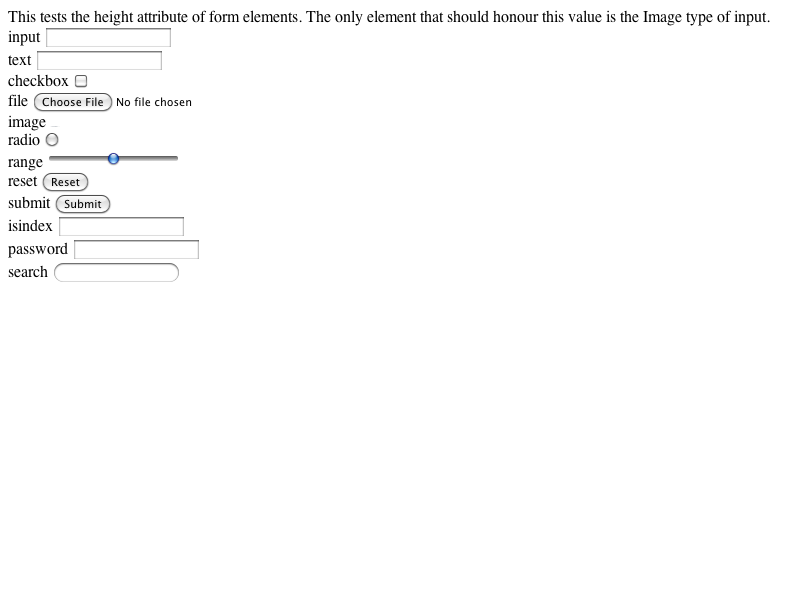 This tests the height attribute of form elements. The only element that should honour this value is the Image type of input.
input
text
checkbox
file Choose File No file chosen
image
radio
range
reset Reset
submit Submit
isindex
password
search